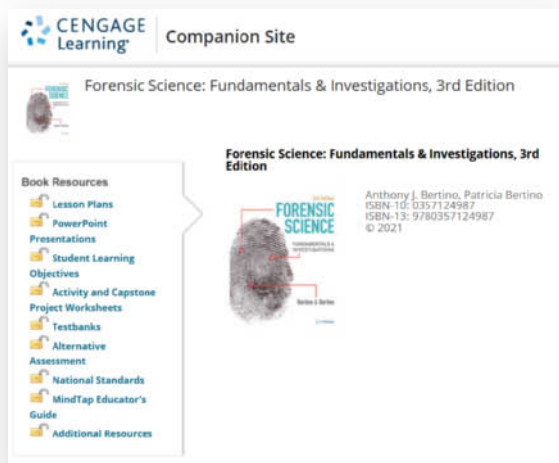 CENGAGE
Learning
Companion Site
Forensic Science: Fundamentals & Investigations, 3rd Edition
Book Resources
Lesson Plans
PowerPoint
Presentations
Student Learning
Objectives
Activity and Capstone
Project Worksheets
Testbanks
Alternative
Assessment
National Standards
MindTap Educator's
Guide
Additional Resources
Forensic Science: Fundamentals & Investigations, 3rd
Edition
FORENSIC
SCIENCE
FUNDAMENTALS &
INVESTIGATIONS
Bertino & Bertino
Anthony J. Bertino, Patricia Bertino
ISBN-10: 0357124987
ISBN-13: 9780357124987
© 2021